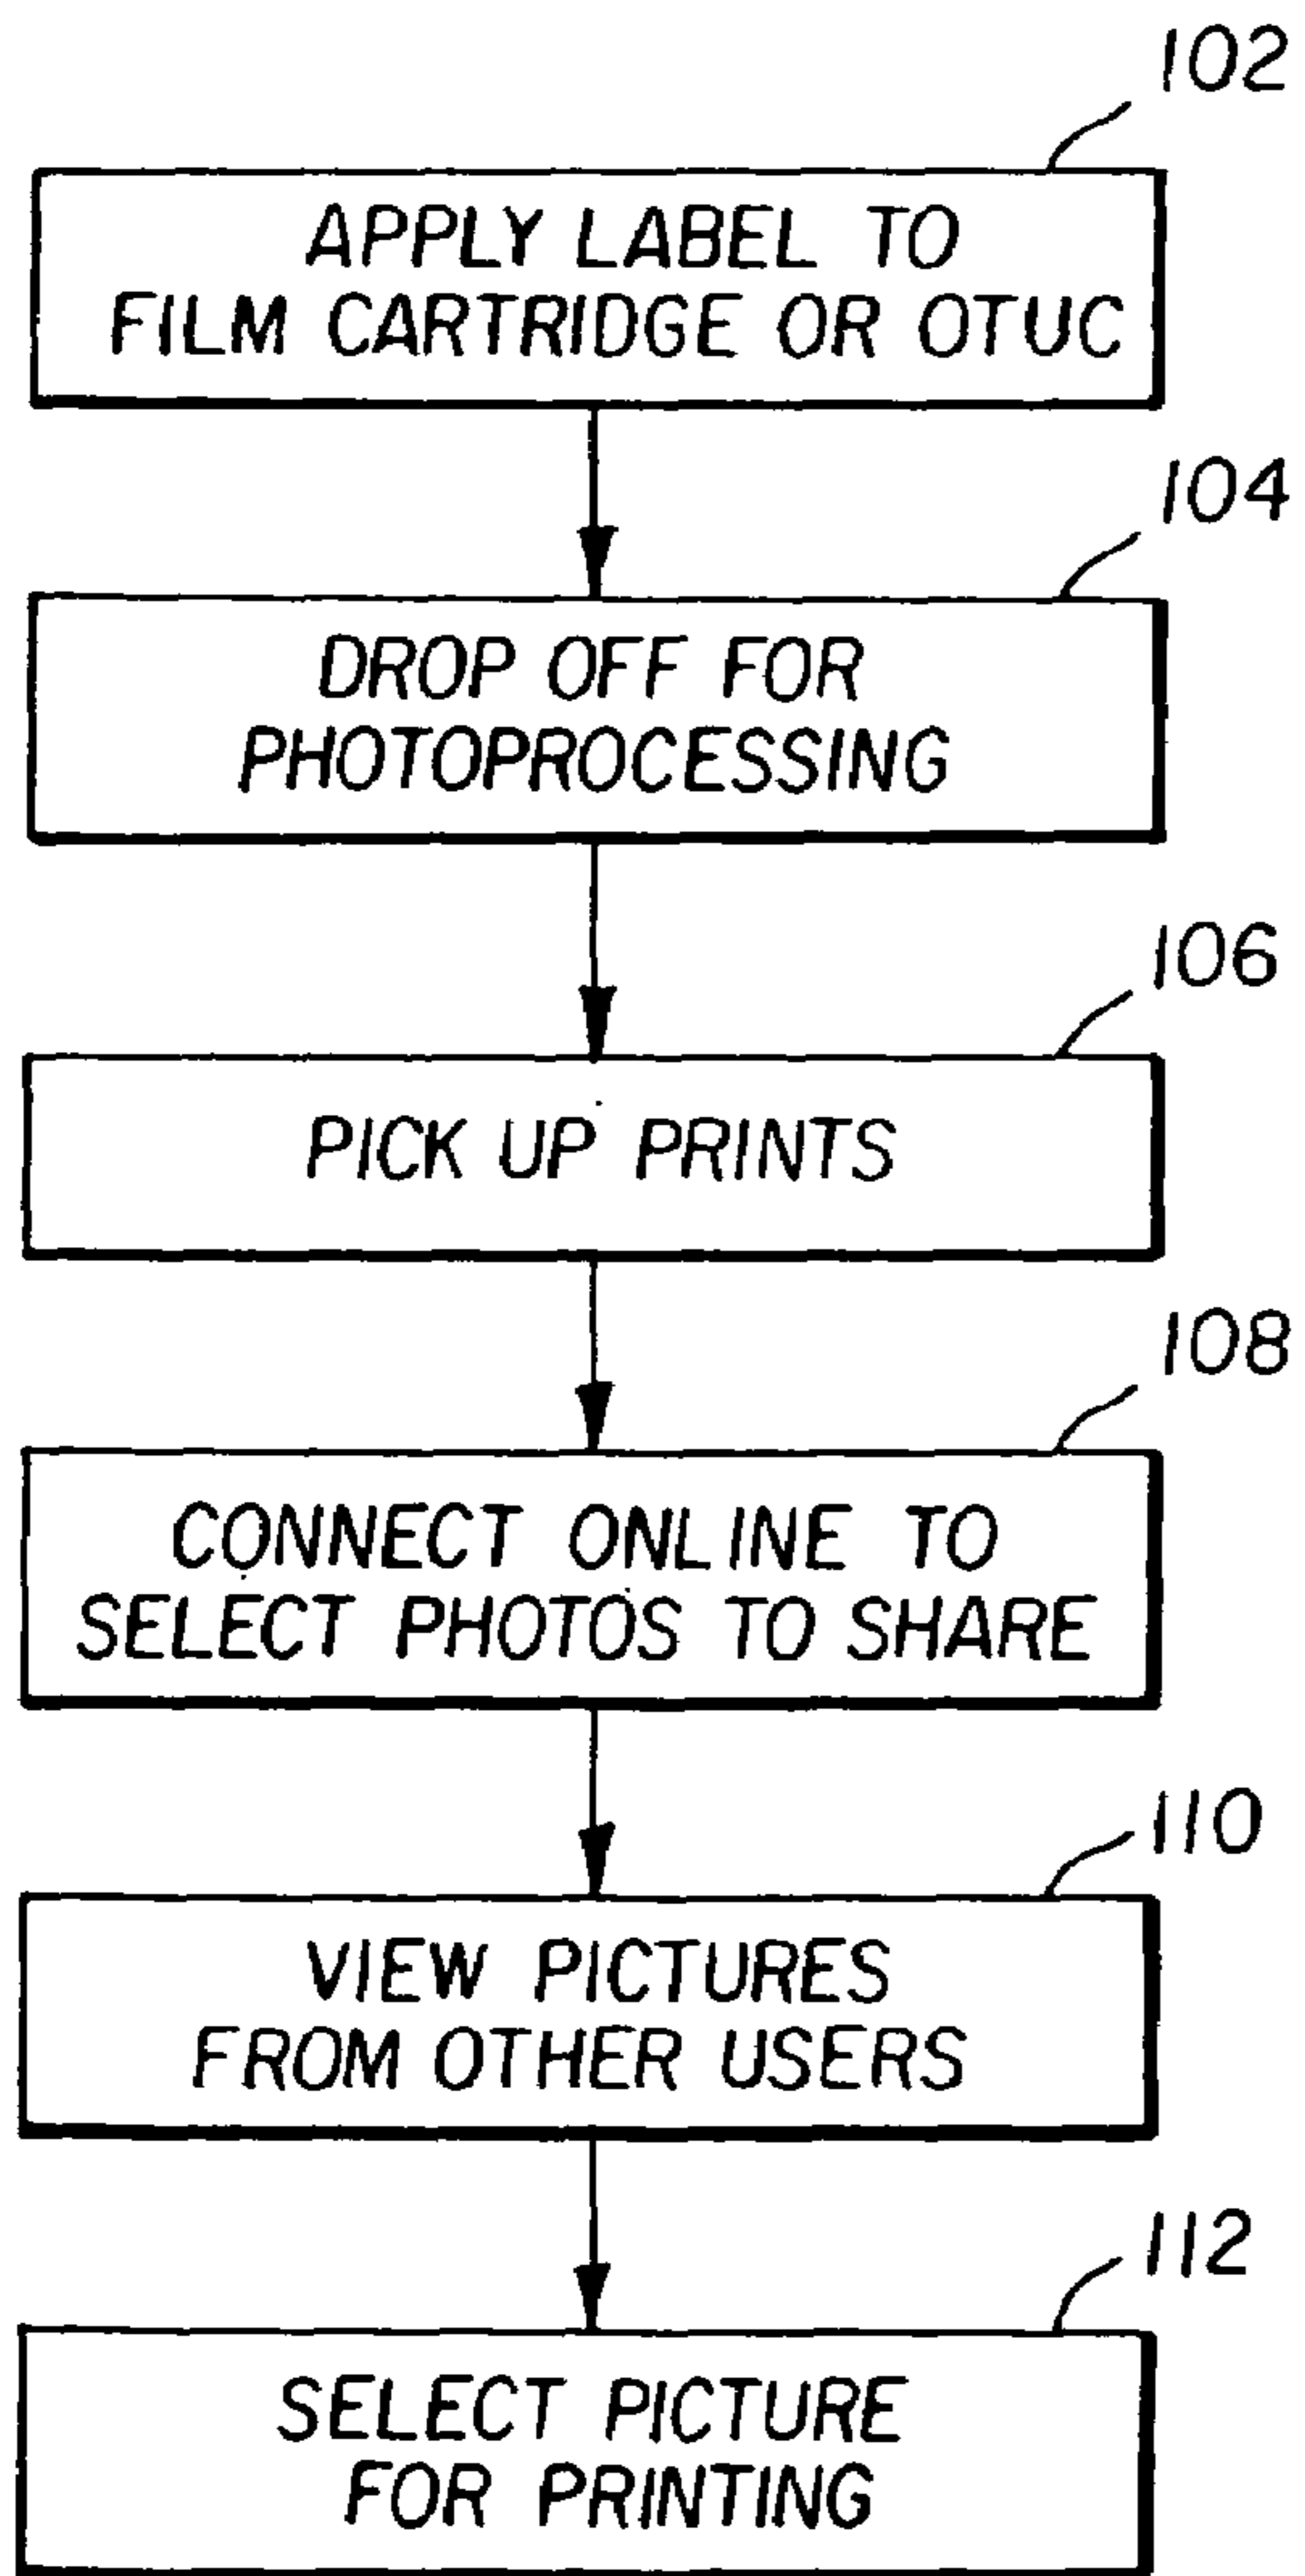 102
APPLY LABEL TO
FILM CARTRIDGE OR OTUC
104
DROP OFF FOR
PHOTOPROCESSING
106
PICK UP PRINTS
108
CONNECT ONLINE TO
SELECT PHOTOS TO SHARE
110
VIEW PICTURES
FROM OTHER USERS
112
SELECT PICTURE
FOR PRINTING